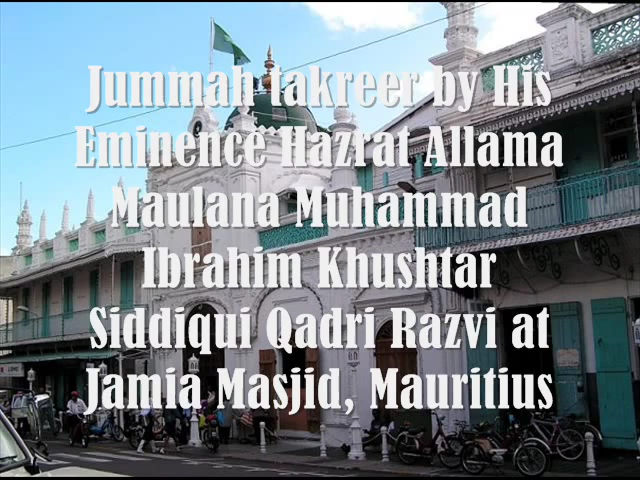 Jummah takreer by His
Eminence Hazrat Allama
Maulana Muhammad
Ibrahim Khushtar
Siddiqui Qadri Razvi at
Jamia Masjid, Mauritius